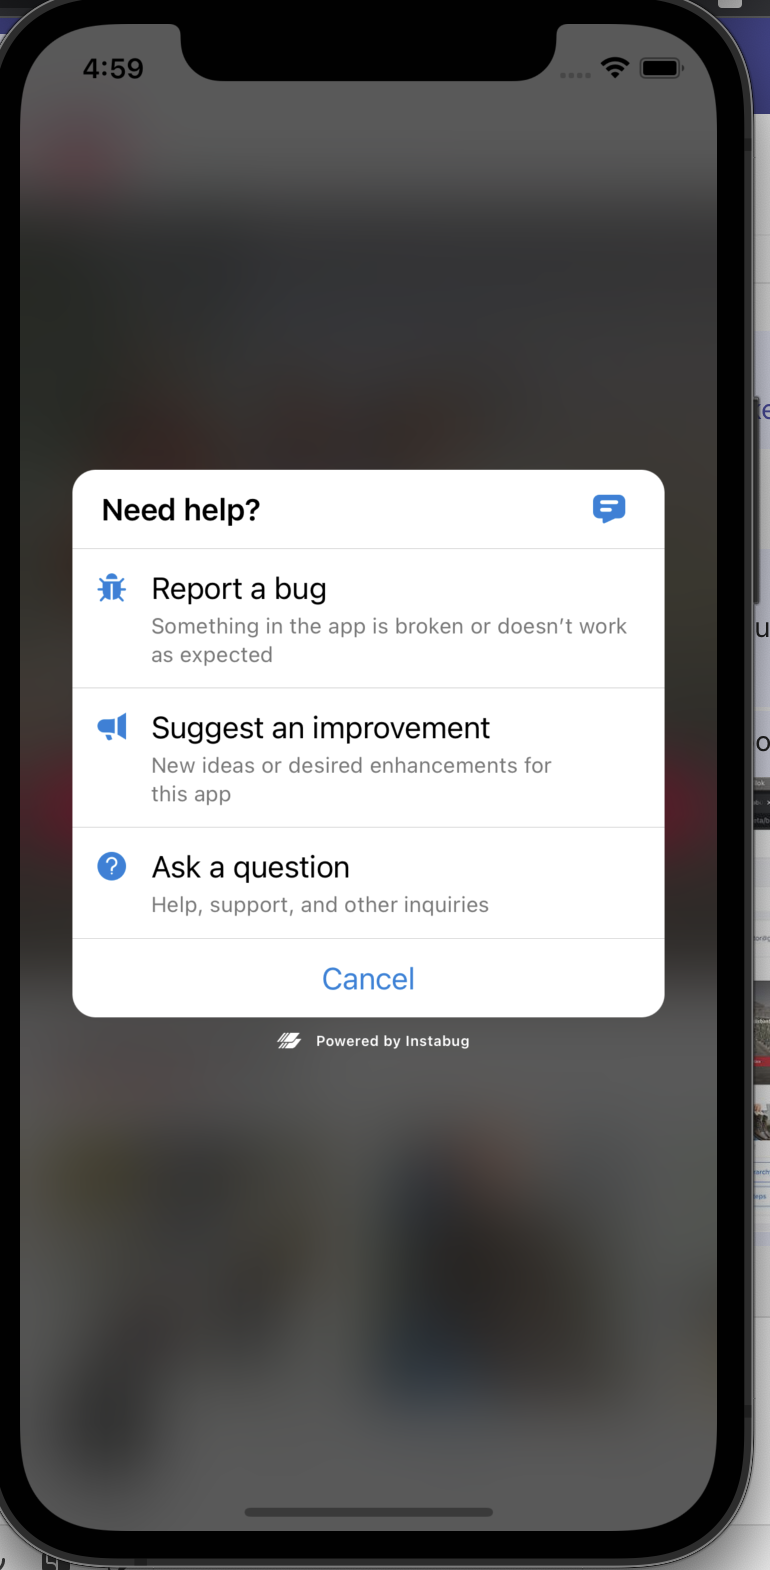 4:59
Need help?
Report a bug
Something in the app is broken or doesn’t work
as expected
Suggest an improvement
New ideas or desired enhancements for
this app
Ask a question
Help, support, and other inquiries
Cancel
Powered by Instabug